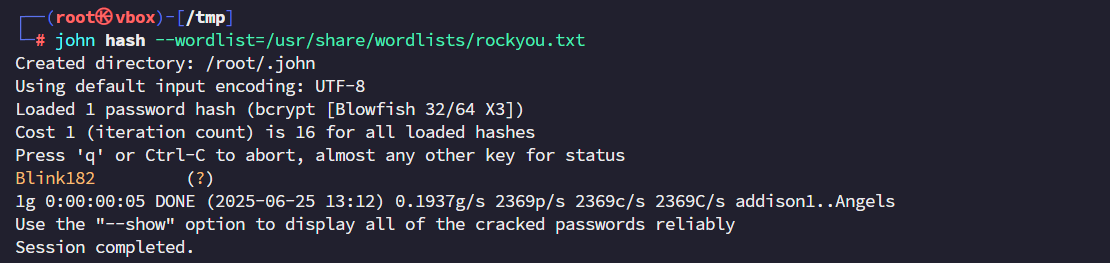 ┌──(root㉿vbox)-[/tmp]
└─# john hash --wordlist=/usr/share/wordlists/rockyou.txt
Created directory: /root/.john
Using default input encoding: UTF-8
Loaded 1 password hash (bcrypt [Blowfish 32/64 X3])
Cost 1 (iteration count) is 16 for all loaded hashes
Press 'q' or Ctrl-C to abort, almost any other key for status
Blink182         (?)
1g 0:00:00:05 DONE (2025-06-25 13:12) 0.1937g/s 2369p/s 2369c/s 2369C/s addison1..Angels
Use the "--show" option to display all of the cracked passwords reliably
Session completed.